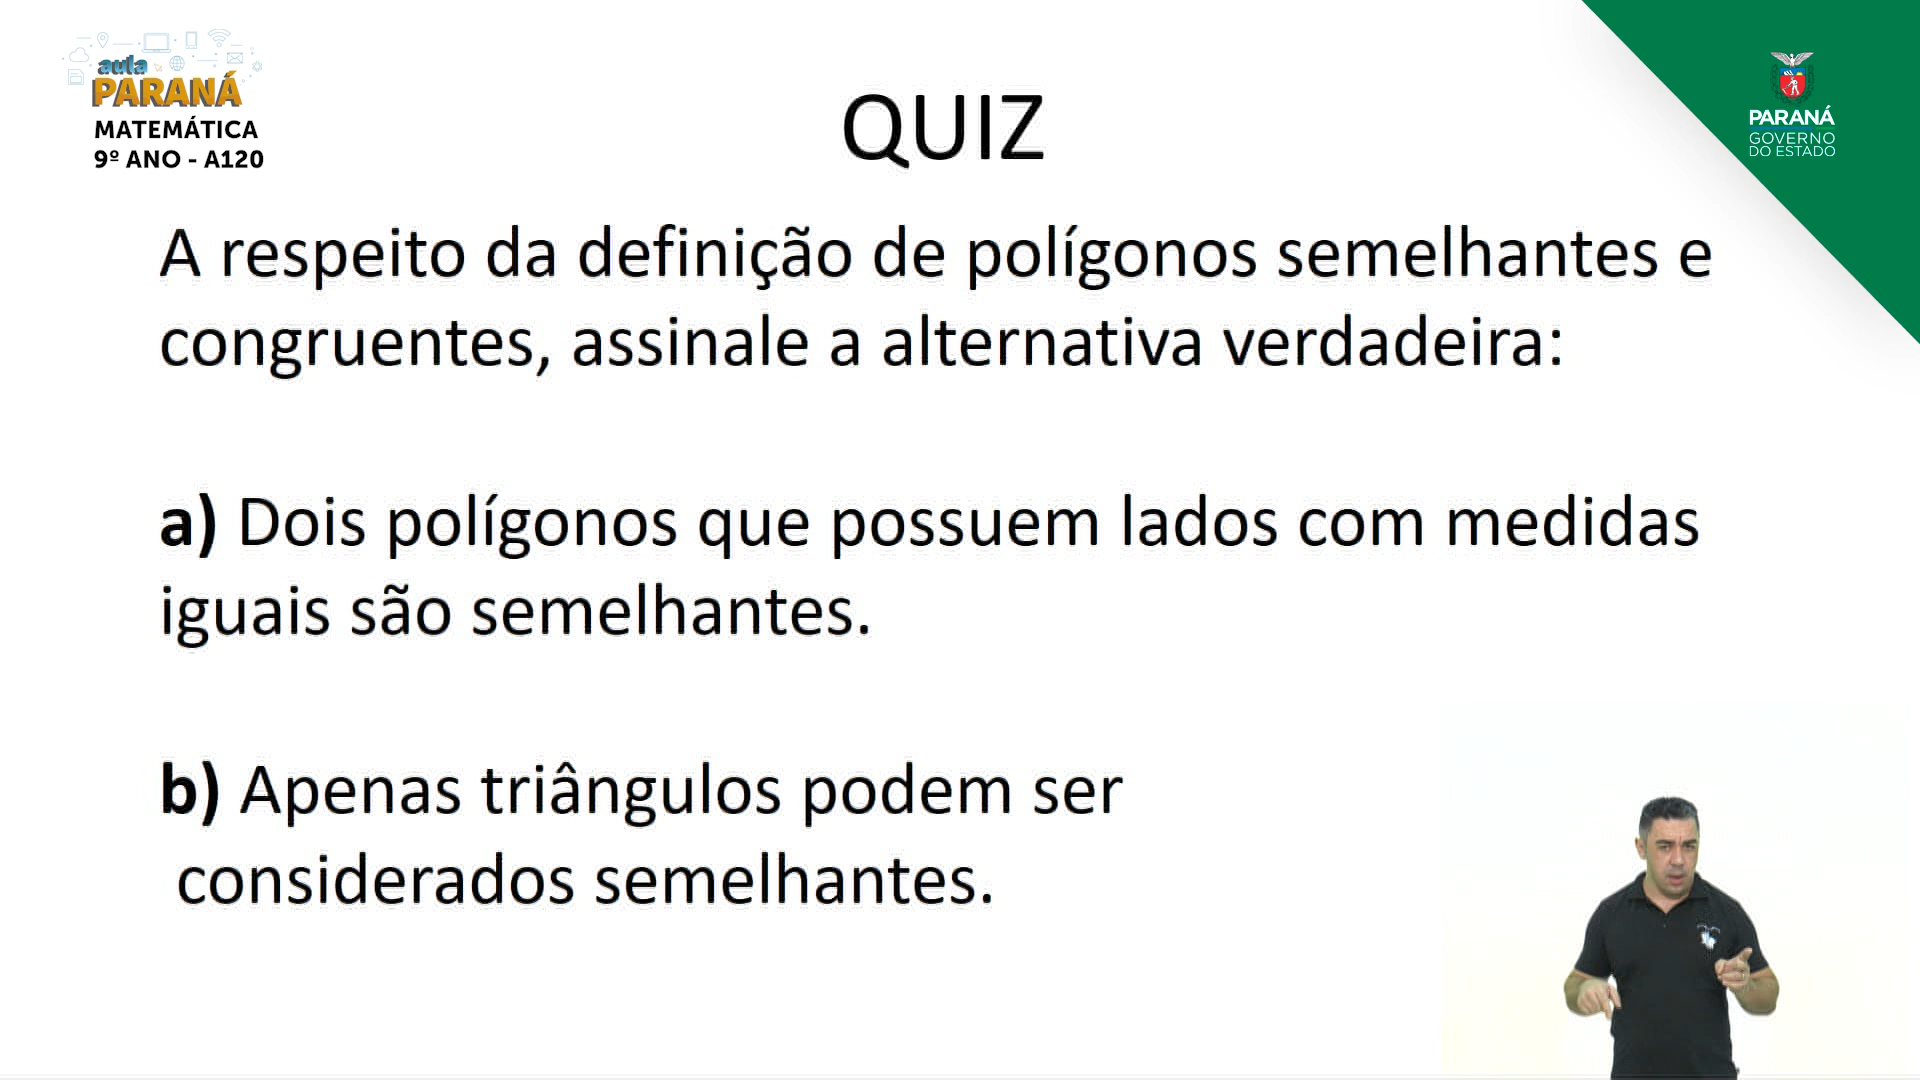 aula
PARANÁ
MATEMÁTICA
9º ANO - A120
QUIZ
PARANÁ
GOVERNO
DO ESTADO
A respeito da definição de polígonos semelhantes e
congruentes, assinale a alternativa verdadeira:
a) Dois polígonos que possuem lados com medidas
iguais são semelhantes.
b) Apenas triângulos podem ser
considerados semelhantes.